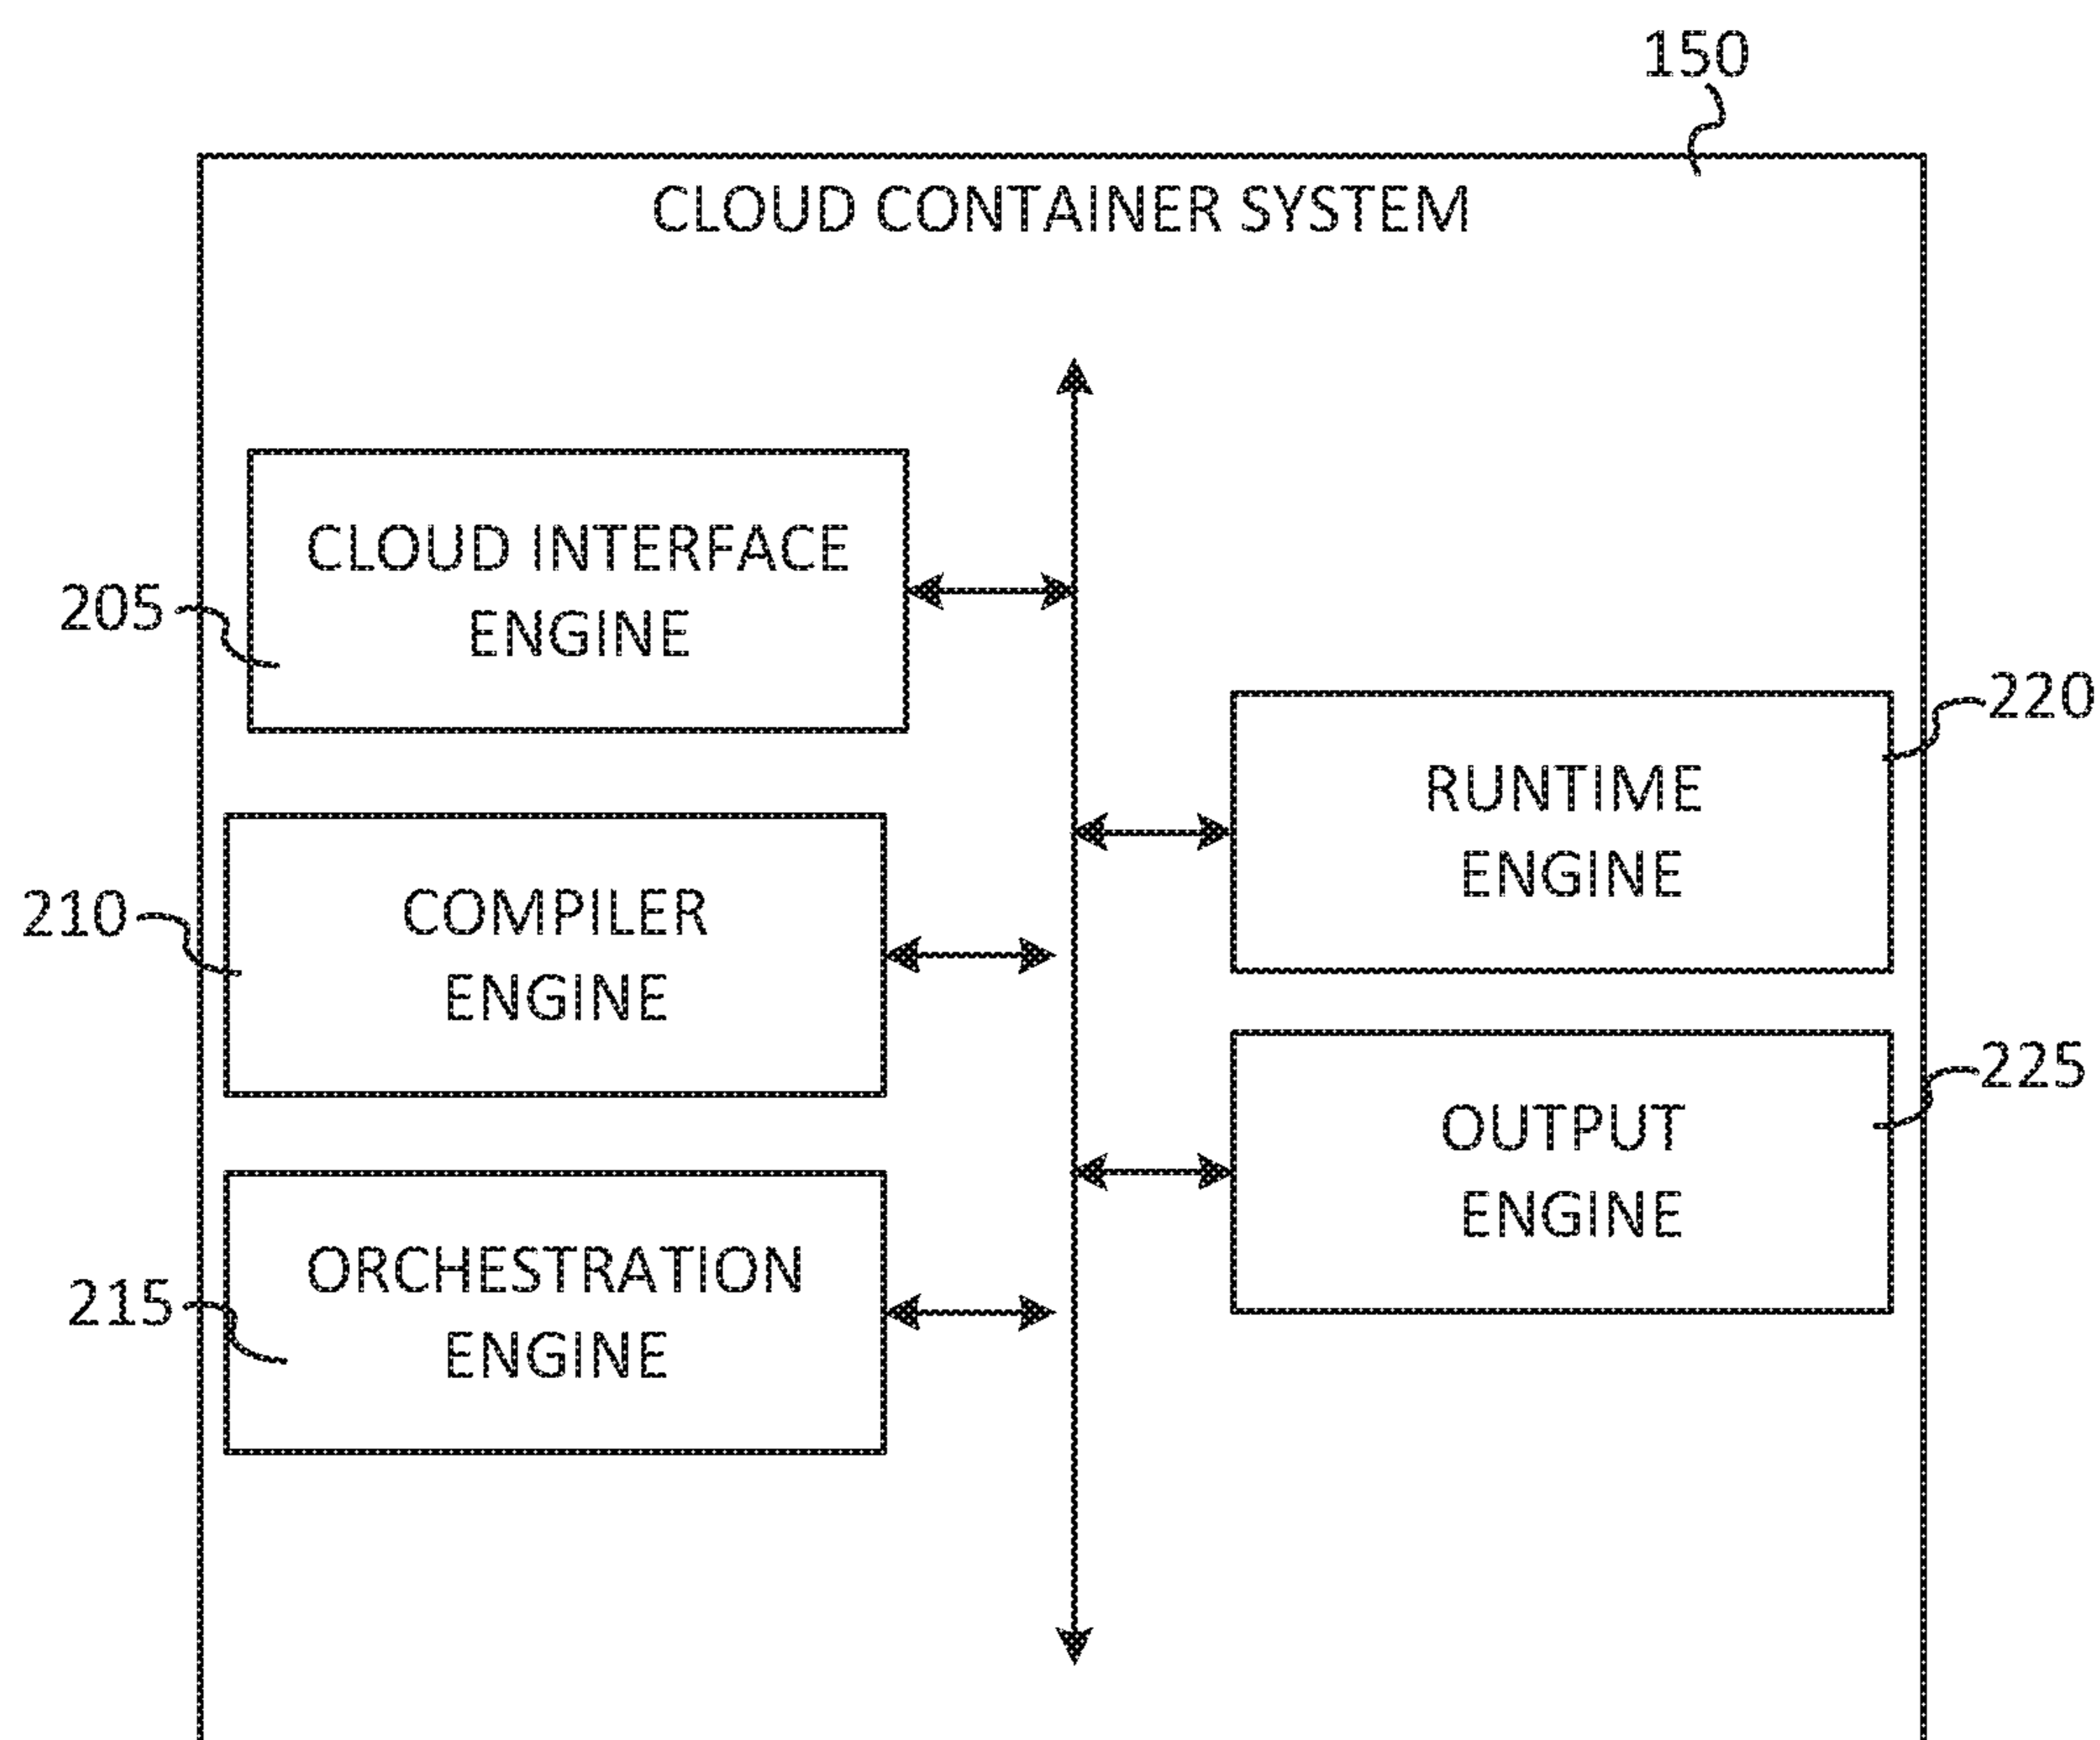 150
CLOUD CONTAINER SYSTEM
CLOUD INTERFACE
ENGINE
205
220
RUNTIME
ENGINE
210
COMPILER
ENGINE
225
OUTPUT
ENGINE
215
ORCHESTRATION
ENGINE